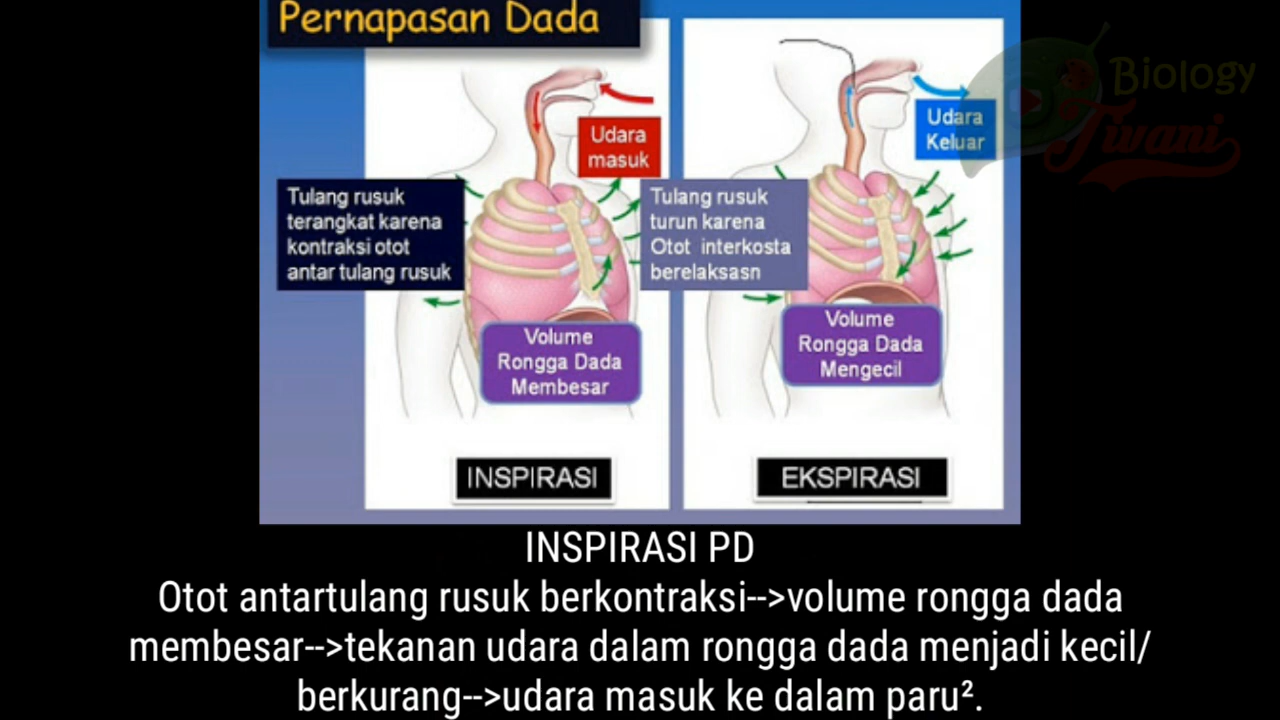 Pernapasan Dada
Biology
Tiwani
Udara
masuk
Udara
Keluar
Tulang rusuk
terangkat karena
kontraksi otot
antar tulang rusuk
Tulang rusuk
turun karena
Otot interkosta
berelaksasn
Volume
Rongga Dada
Membesar
Volume
Rongga Dada
Mengecil
INSPIRASI
EKSPIRASI
INSPIRASI PD
Otot antartulang rusuk berkontraksi-->volume rongga dada
membesar-->tekanan udara dalam rongga dada menjadi kecil/
berkurang-->udara masuk ke dalam paru².